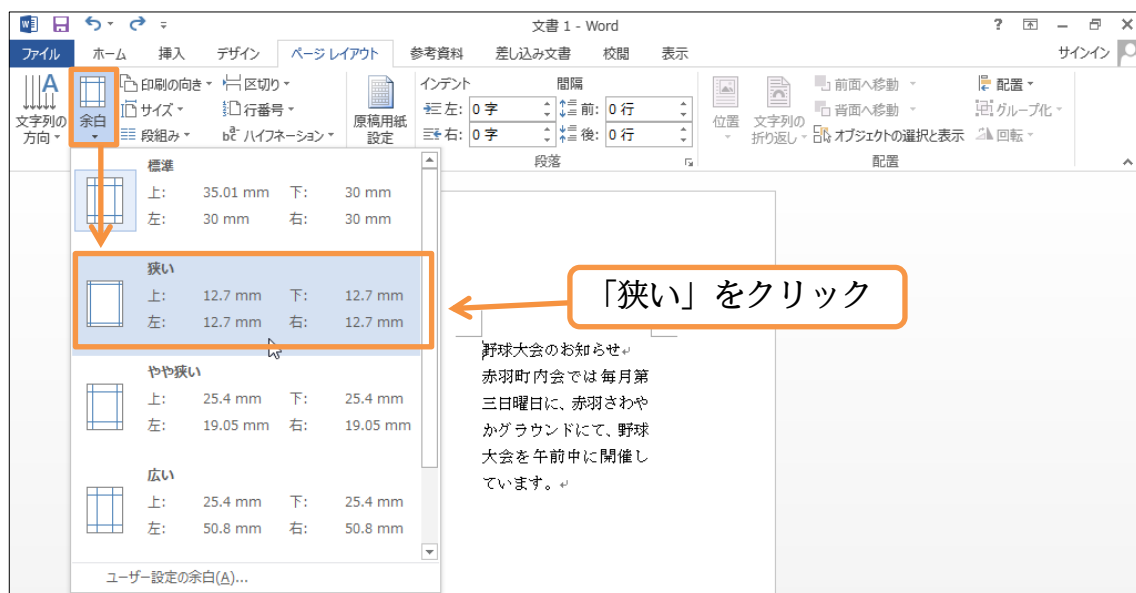 文書 1 - Word
ファイル ホーム 挿入 デザイン ページ レイアウト 参考資料 差し込み文書 校閲 表示 サインイン
文字列の方向
余白
印刷の向き
サイズ
段組み
区切り
行番号
ハイフネーション
原稿用紙設定
インデント
左: 0 字
右: 0 字
間隔
前: 0 行
後: 0 行
段落
位置
文字列の折り返し
前面へ移動
背面へ移動
オブジェクトの選択と表示
配置
グループ化
回転
配置
標準
上: 35.01 mm 下: 30 mm
左: 30 mm 右: 30 mm
狭い
上: 12.7 mm 下: 12.7 mm
左: 12.7 mm 右: 12.7 mm
やや狭い
上: 25.4 mm 下: 25.4 mm
左: 19.05 mm 右: 19.05 mm
広い
上: 25.4 mm 下: 25.4 mm
左: 50.8 mm 右: 50.8 mm
ユーザー設定の余白(A)...
「狭い」をクリック
野球大会のお知らせ
赤羽町内会では毎月第
三日曜日に、赤羽さわや
かグラウンドにて、野球
大会を午前中に開催し
ています。